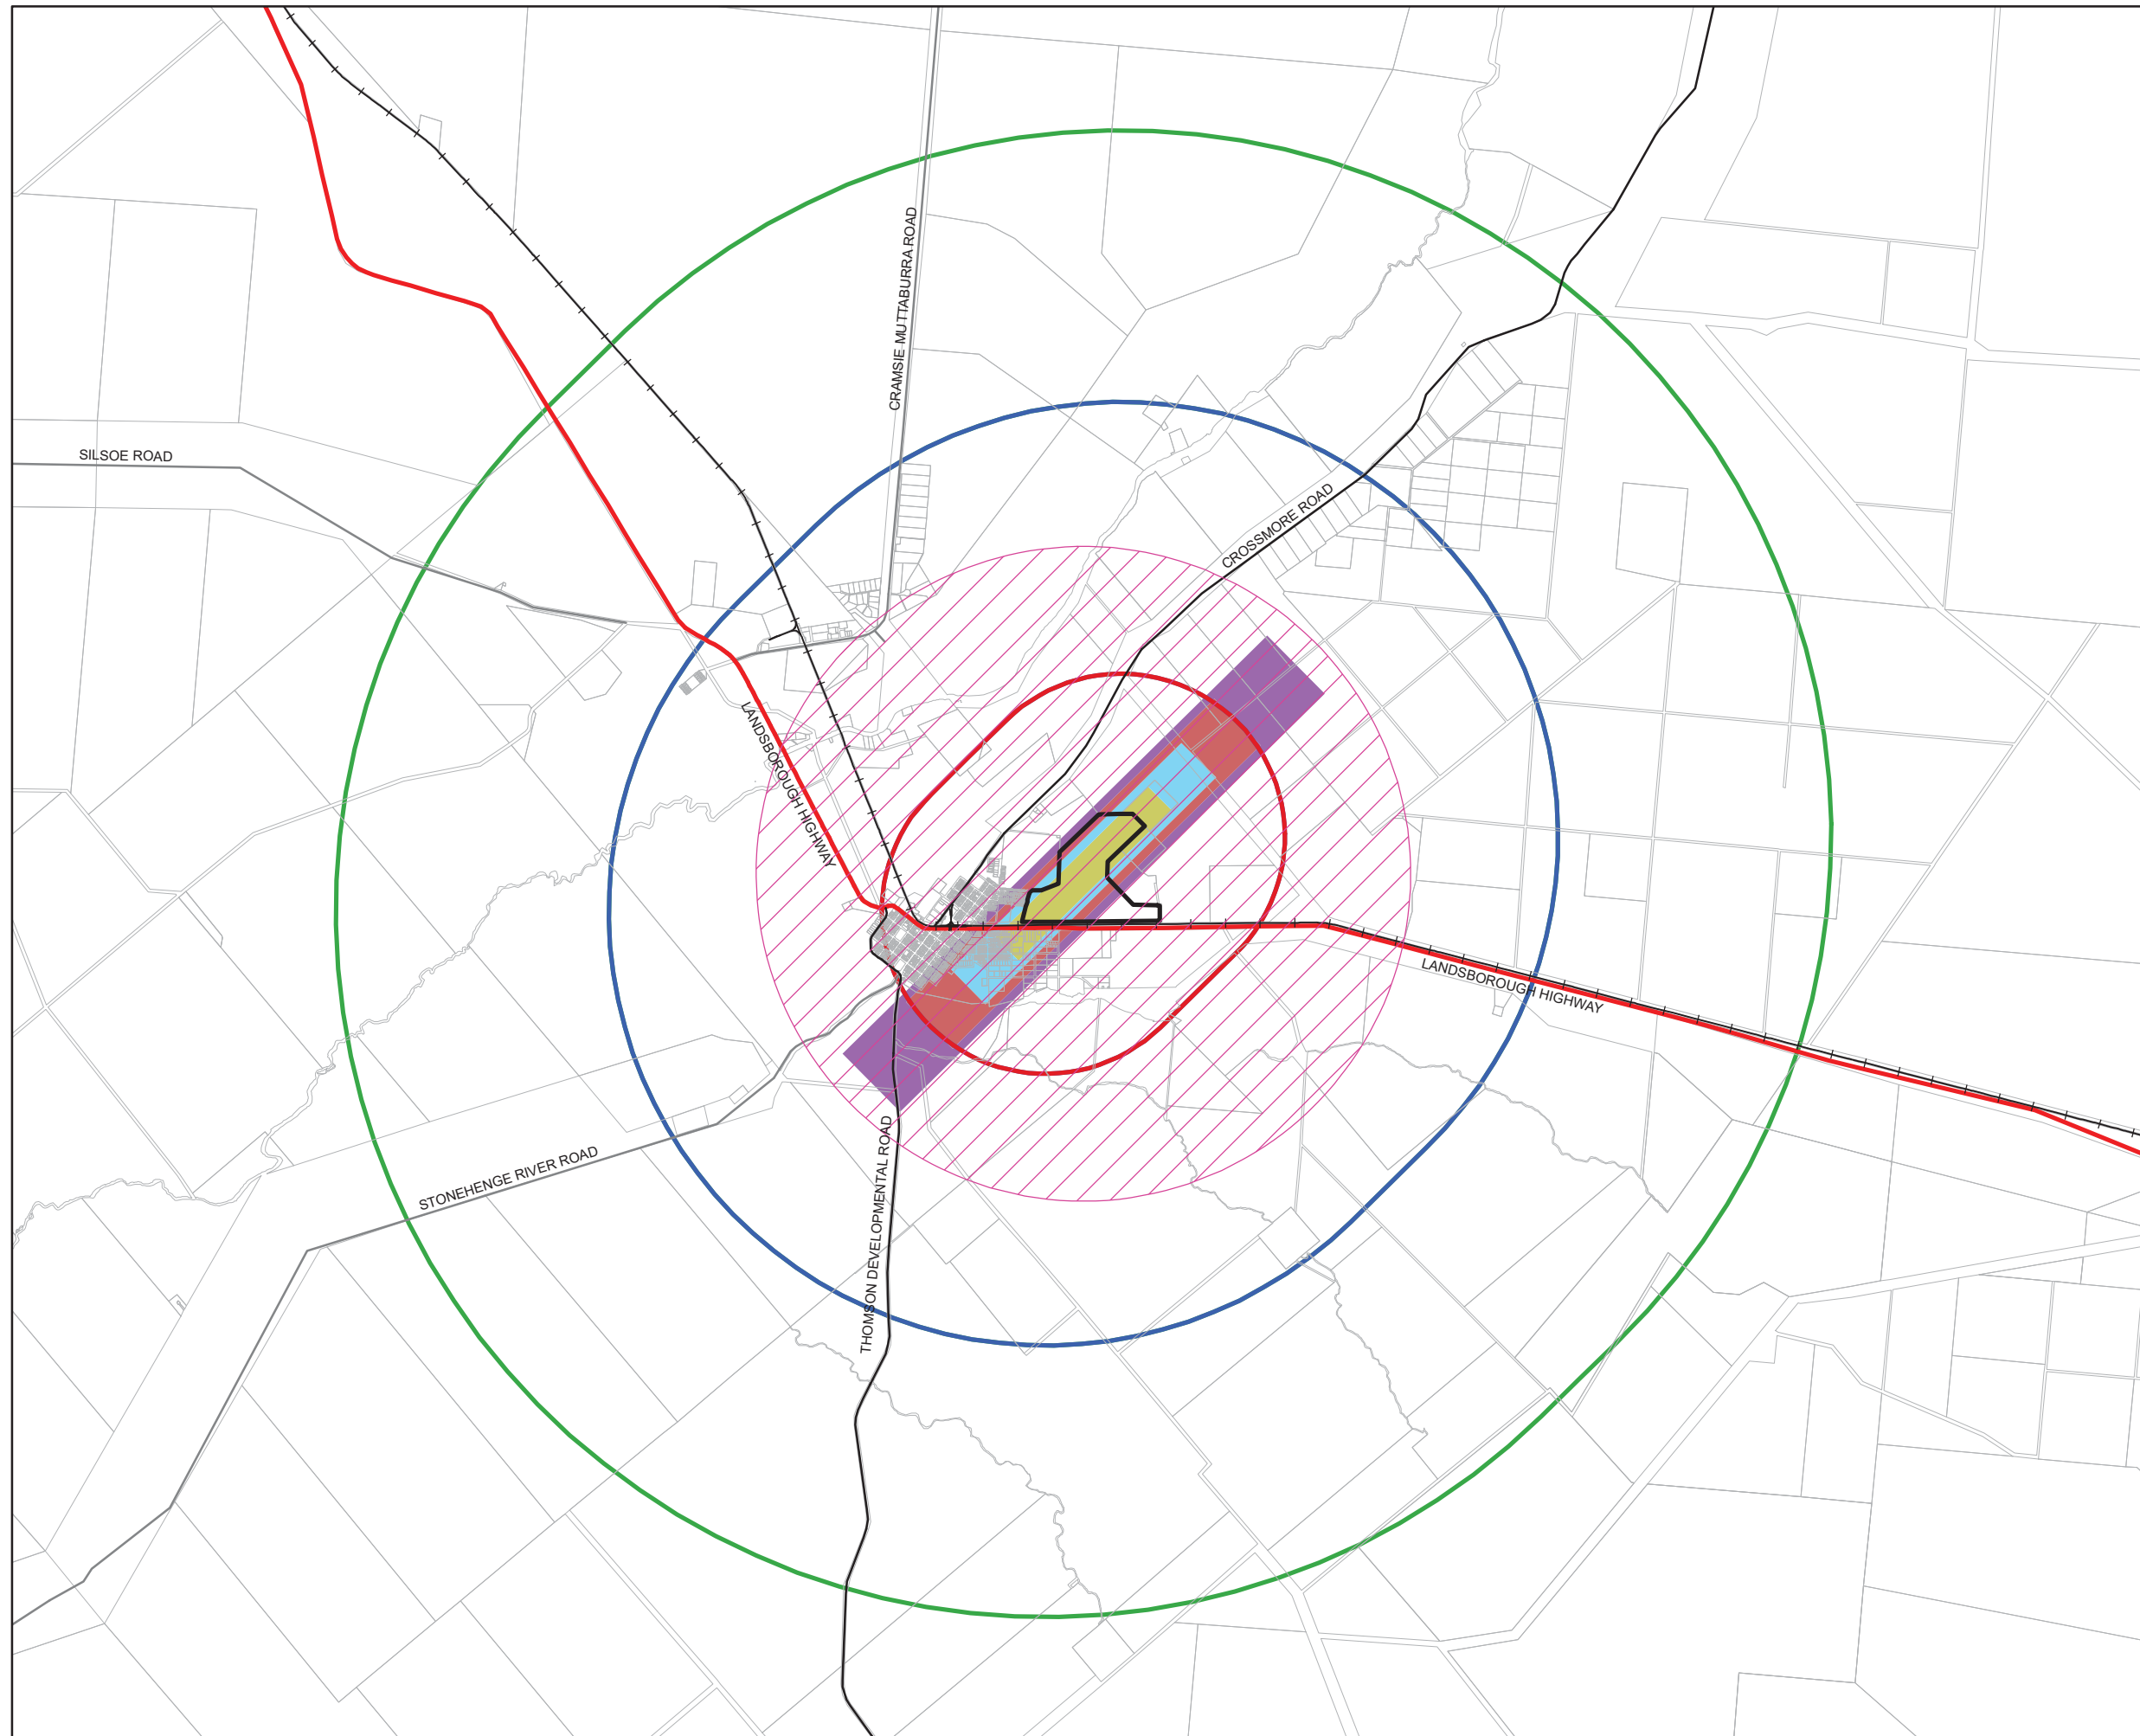 CRAMSIE MUTTABURRA ROAD
SILSOE ROAD
CROSSMORE ROAD
LANDSBOROUGH HIGHWAY
LANDSBOROUGH HIGHWAY
STONEHENGE RIVER ROAD
THOMSON DEVELOPMENTAL ROAD